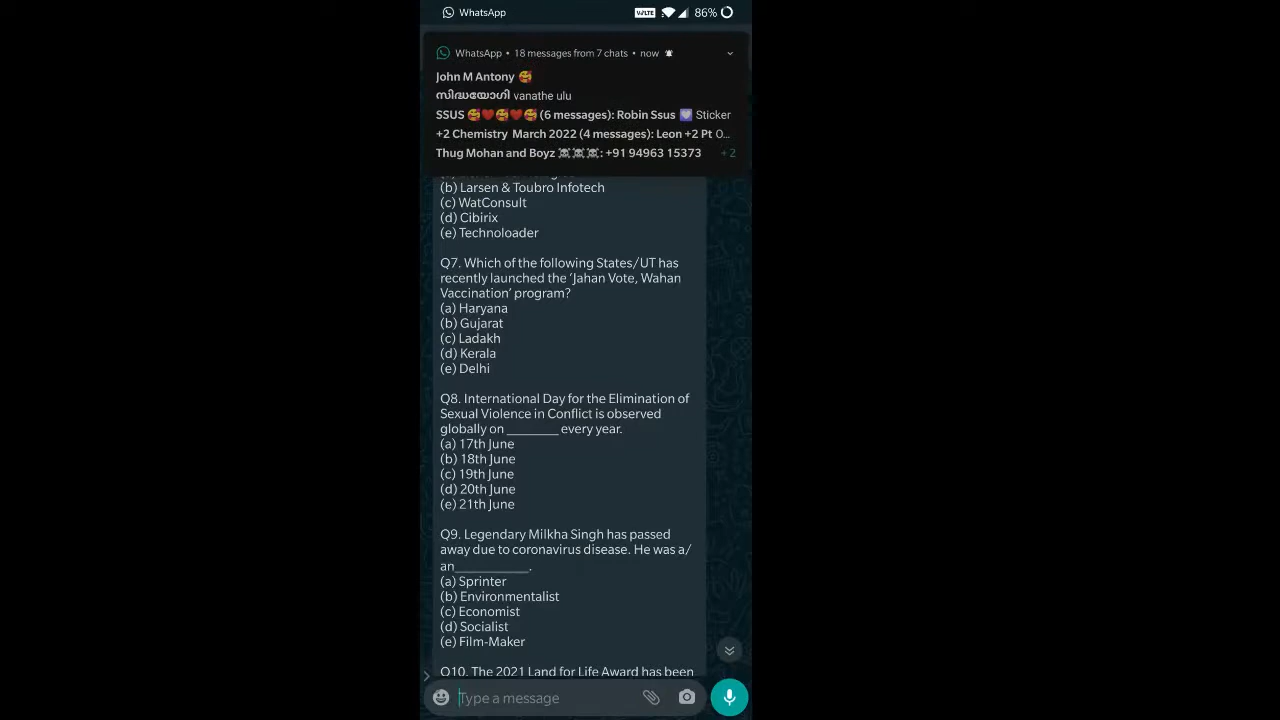 WhatsApp VoLTE 86%
WhatsApp • 18 messages from 7 chats • now
John M Antony 🥰
സിദ്ധയോഗി vanathe ulu
SSUS 🥰❤️🥰❤️🥰 (6 messages): Robin Ssus 💟 Sticker
+2 Chemistry March 2022 (4 messages): Leon +2 Pt O...
Thug Mohan and Boyz ☠☠☠: +91 94963 15373 +2
(b) Larsen & Toubro Infotech
(c) WatConsult
(d) Cibirix
(e) Technoloader
Q7. Which of the following States/UT has
recently launched the ‘Jahan Vote, Wahan
Vaccination’ program?
(a) Haryana
(b) Gujarat
(c) Ladakh
(d) Kerala
(e) Delhi
Q8. International Day for the Elimination of
Sexual Violence in Conflict is observed
globally on ________ every year.
(a) 17th June
(b) 18th June
(c) 19th June
(d) 20th June
(e) 21th June
Q9. Legendary Milkha Singh has passed
away due to coronavirus disease. He was a/
an___________.
(a) Sprinter
(b) Environmentalist
(c) Economist
(d) Socialist
(e) Film-Maker
Q10. The 2021 Land for Life Award has been
Type a message